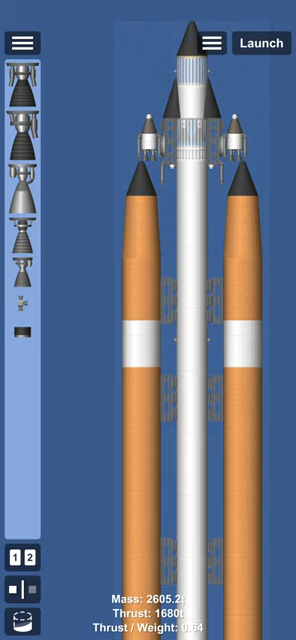 Launch
1 2
Mass: 2605.2t
Thrust: 1680t
Thrust / Weight: 0.64